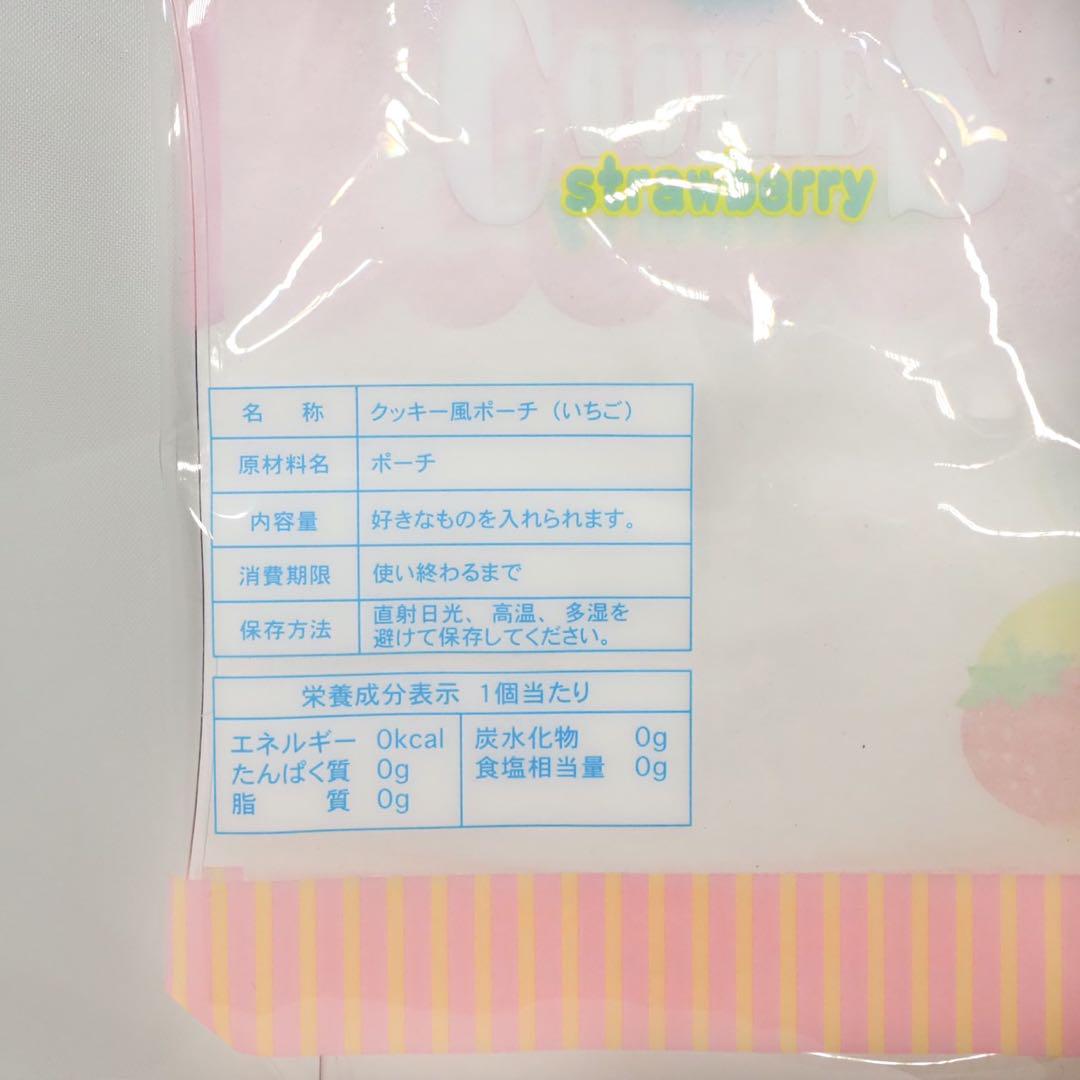 COOKIES
strawberry
名 称 クッキー風ポーチ（いちご）
原材料名 ポーチ
内容量 好きなものを入れられます。
消費期限 使い終わるまで
保存方法 直射日光、高温、多湿を
避けて保存してください。
栄養成分表示 1個当たり
エネルギー 0kcal 炭水化物 0g
たんぱく質 0g 食塩相当量 0g
脂 質 0g